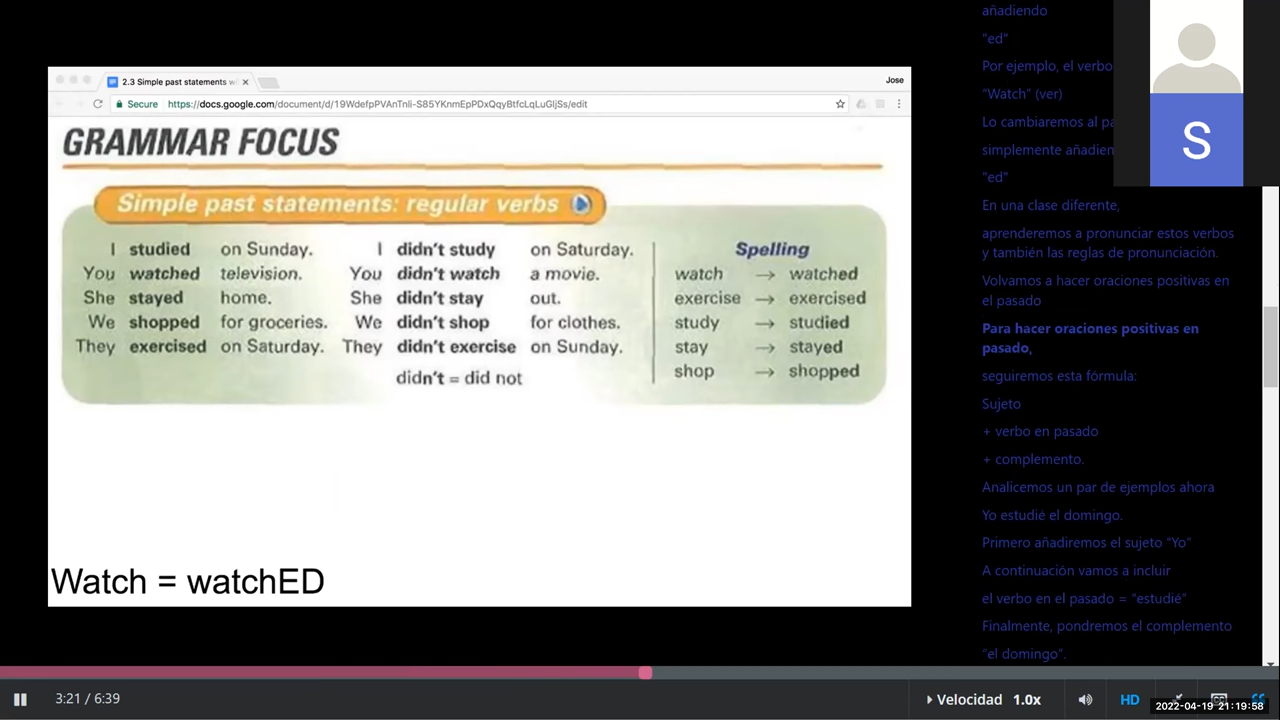 2.3 Simple past statements
Jose
Secure
https://docs.google.com/document/d/19WdefpPVAnTnli-S85YKnmEpPDxQqyBtfcLqLuGljSs/edit
GRAMMAR FOCUS
Simple past statements: regular verbs
I studied on Sunday. I didn't study on Saturday. Spelling
You watched television. You didn't watch a movie. watch → watched
She stayed home. She didn't stay out. exercise → exercised
We shopped for groceries. We didn't shop for clothes. study → studied
They exercised on Saturday. They didn't exercise on Sunday. stay → stayed
didn't = did not shop → shopped
Watch = watchED
añadiendo
"ed"
Por ejemplo, el verbo
"Watch" (ver)
Lo cambiaremos al
simplemente
"ed"
En una clase diferente,
aprenderemos a pronunciar estos verbos
y también las reglas de pronunciación.
Volvamos a hacer oraciones positivas en
el pasado
Para hacer oraciones positivas en
pasado,
seguiremos esta fórmula:
Sujeto
+ verbo en pasado
+ complemento.
Analicemos un par de ejemplos ahora
Yo estudié el domingo.
Primero añadiremos el sujeto "Yo"
A continuación vamos a incluir
el verbo en el pasado = "estudié"
Finalmente, pondremos el complemento
"el domingo".
S
3:21 / 6:39
Velocidad 1.0x
HD
2022-04-19 21:19:58